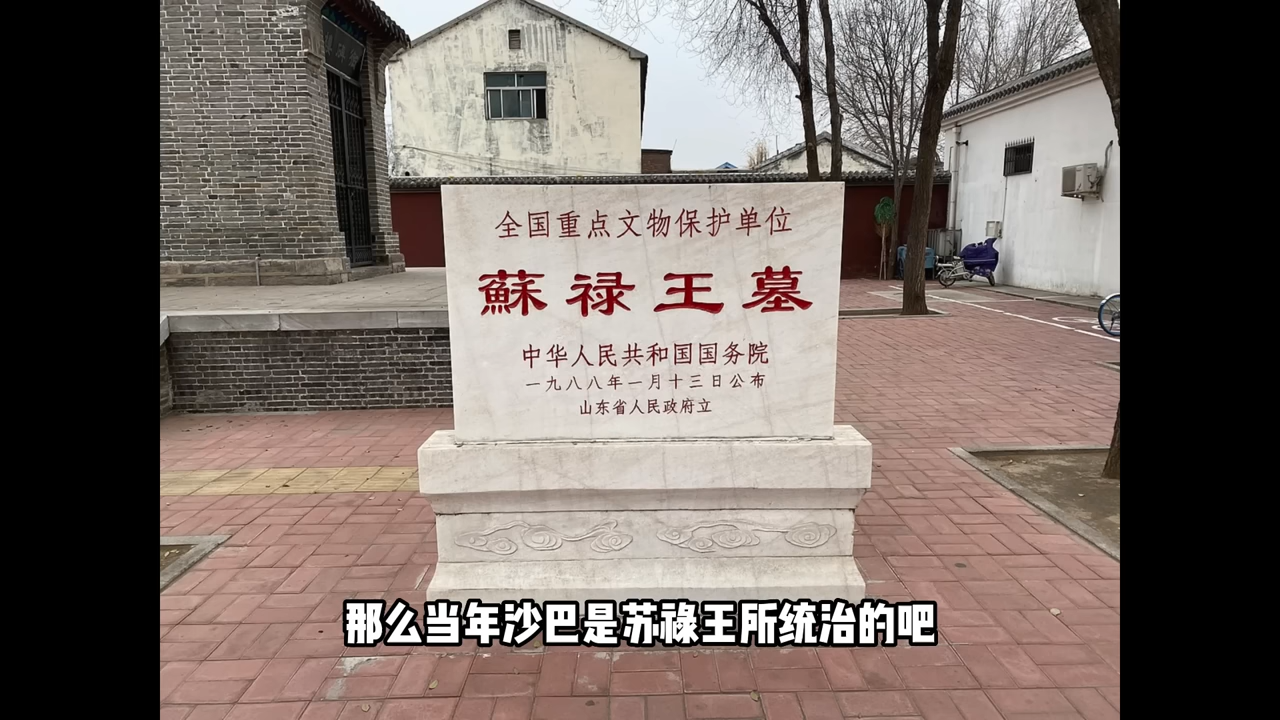 全国重点文物保护单位
蘇禄王墓
中华人民共和国国务院
一九八八年一月十三日公布
山东省人民政府立
那么当年沙巴是苏禄王所统治的吧